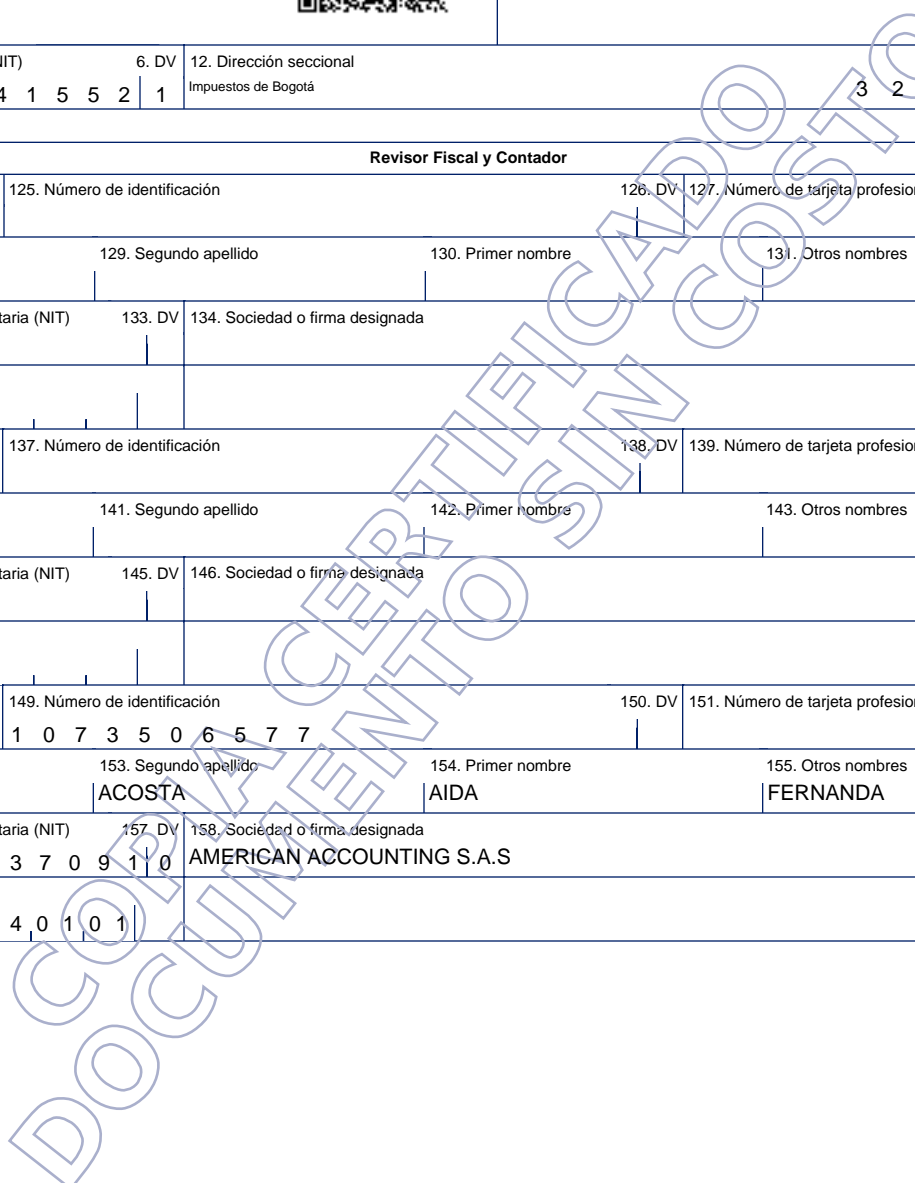 NIT) 6. DV 12. Dirección seccional
4 1 5 5 2 1 Impuestos de Bogotá 3 2
Revisor Fiscal y Contador
125. Número de identificación 126. DV 127. Número de tarjeta profesion
129. Segundo apellido 130. Primer nombre 131. Otros nombres
taria (NIT) 133. DV 134. Sociedad o firma designada
137. Número de identificación 138. DV 139. Número de tarjeta profesion
141. Segundo apellido 142. Primer nombre 143. Otros nombres
taria (NIT) 145. DV 146. Sociedad o firma designada
149. Número de identificación 150. DV 151. Número de tarjeta profesion
1 0 7 3 5 0 6 5 7 7
153. Segundo apellido 154. Primer nombre 155. Otros nombres
ACOSTA AIDA FERNANDA
taria (NIT) 157. DV 158. Sociedad o firma designada
3 7 0 9 1 0 AMERICAN ACCOUNTING S.A.S
4 0 1 0 1
COPIA CERTIFICADO
DOCUMENTO SIN COSTO